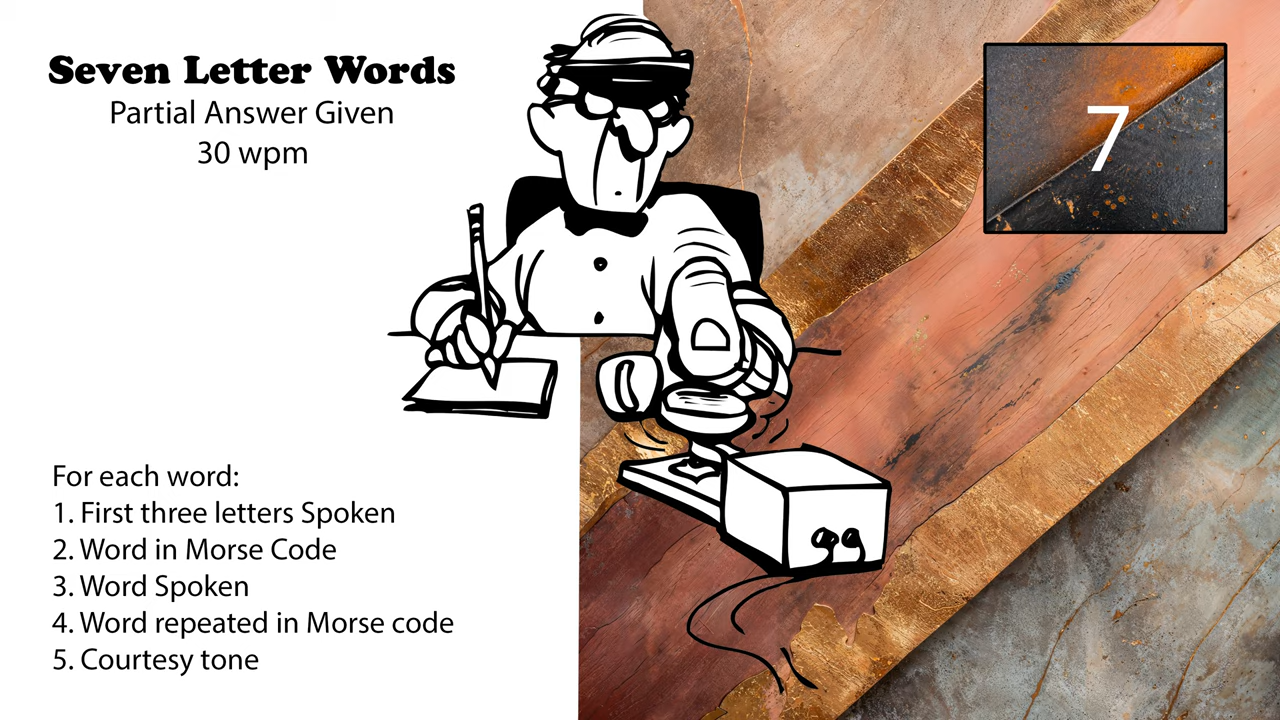 Seven Letter Words
Partial Answer Given
30 wpm
7
For each word:
1. First three letters Spoken
2. Word in Morse Code
3. Word Spoken
4. Word repeated in Morse code
5. Courtesy tone